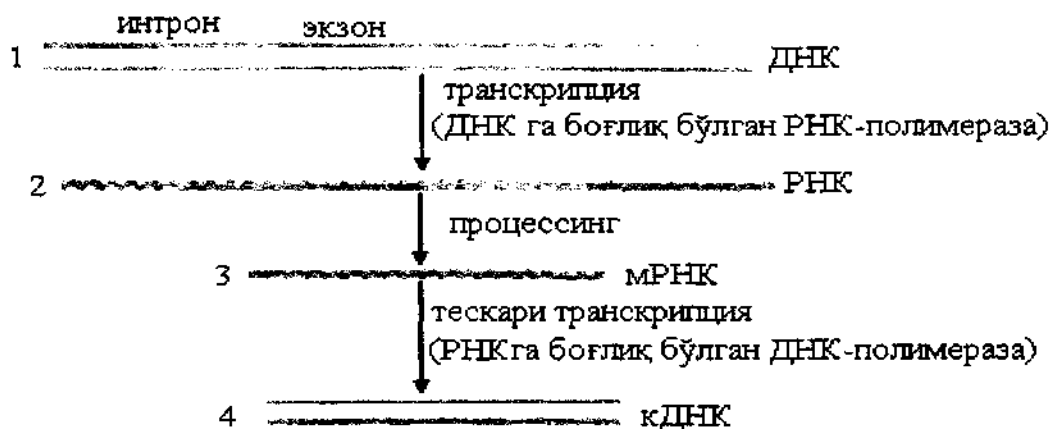 интрон экзон
1 ДНК
транскрипция
(ДНК га боғлиқ бўлган РНК-полимераза)
2 РНК
процессинг
3 мРНК
тескари транскрипция
(РНКга боғлиқ бўлган ДНК-полимераза)
4 кДНК